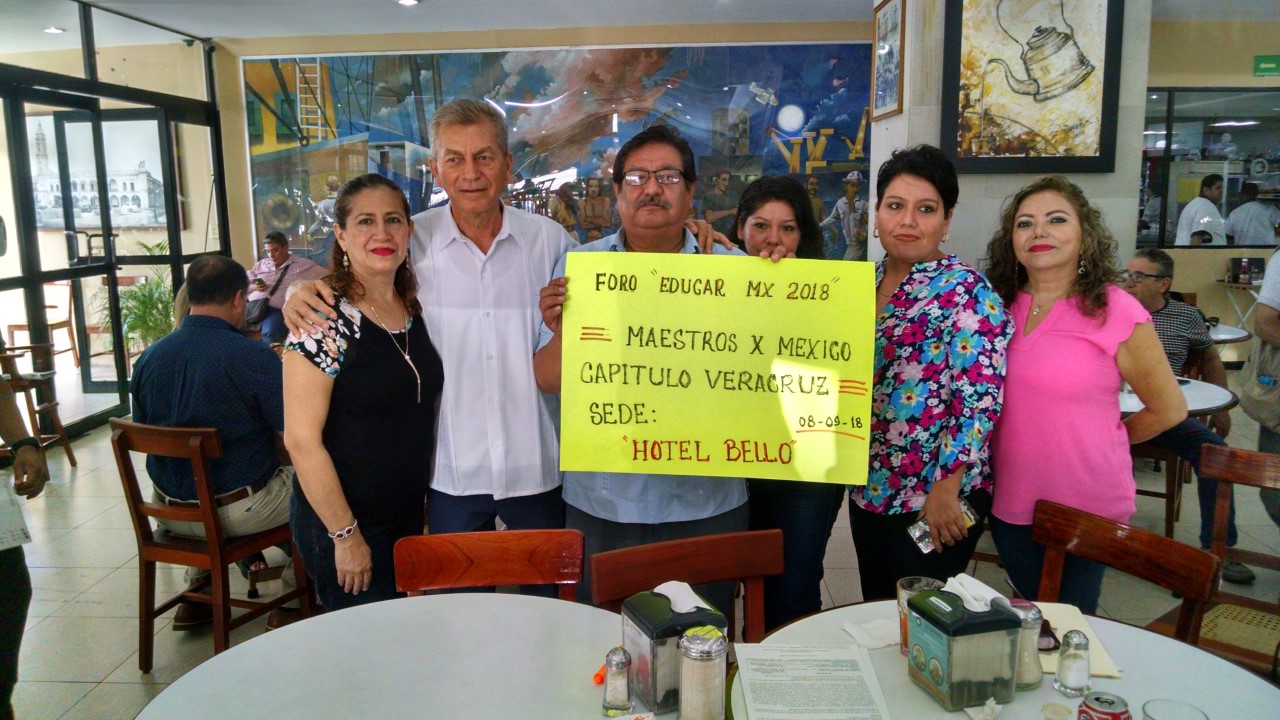 FORO "EDUCAR MX 2018"
MAESTROS X MEXICO
CAPITULO VERACRUZ
SEDE:
08-09-18
"HOTEL BELLO"